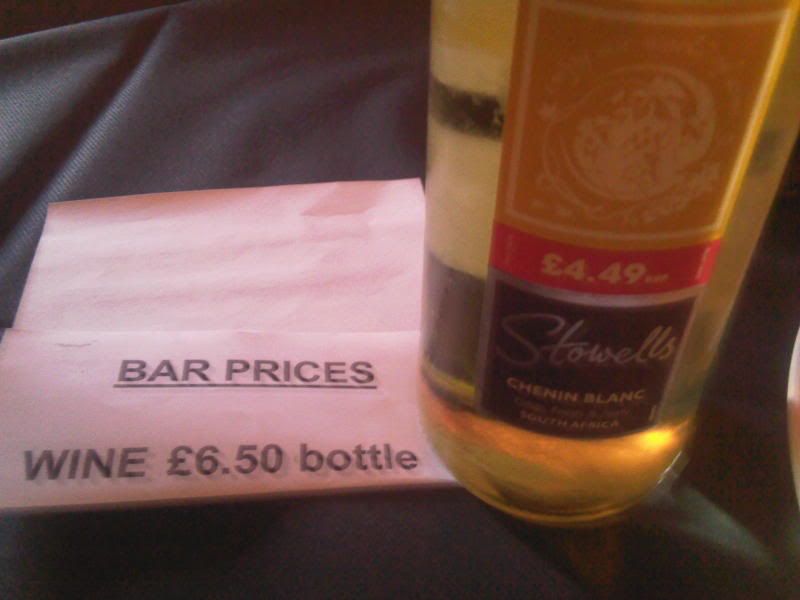 BAR PRICES
WINE £6.50 bottle
£4.49
Stowells
CHENIN BLANC
SOUTH AFRICA